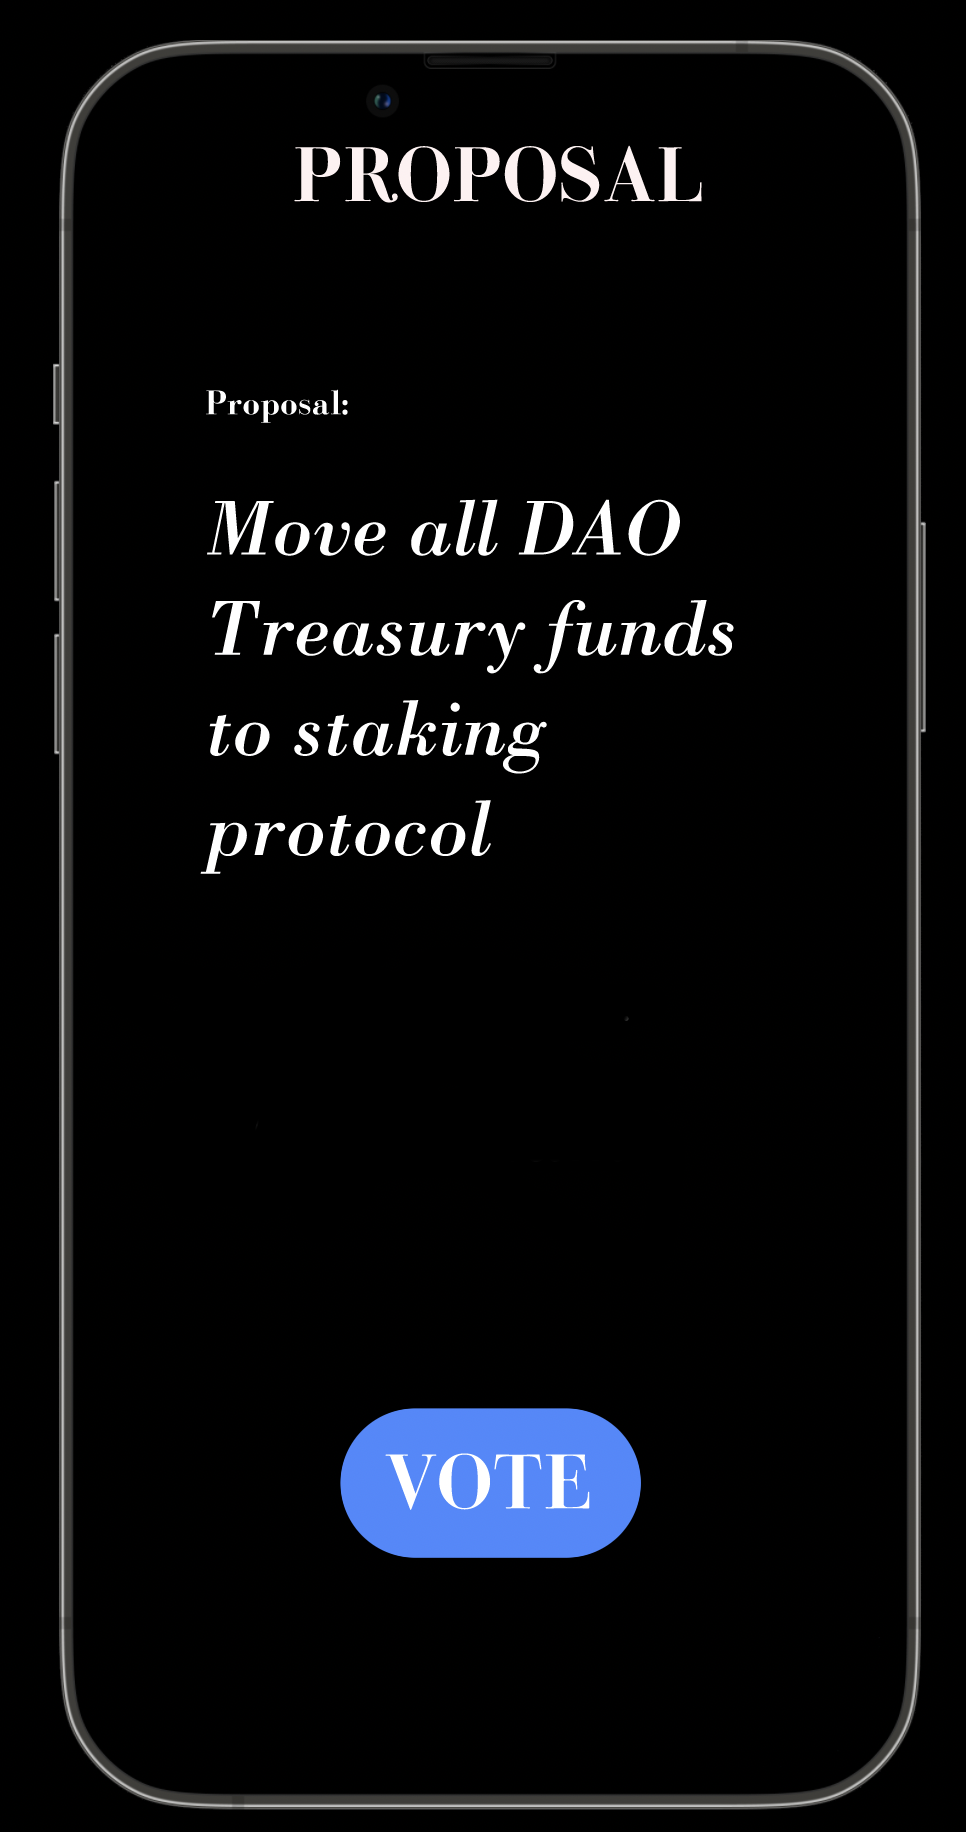 PROPOSAL
Proposal:
Move all DAO
Treasury funds
to staking
protocol
VOTE